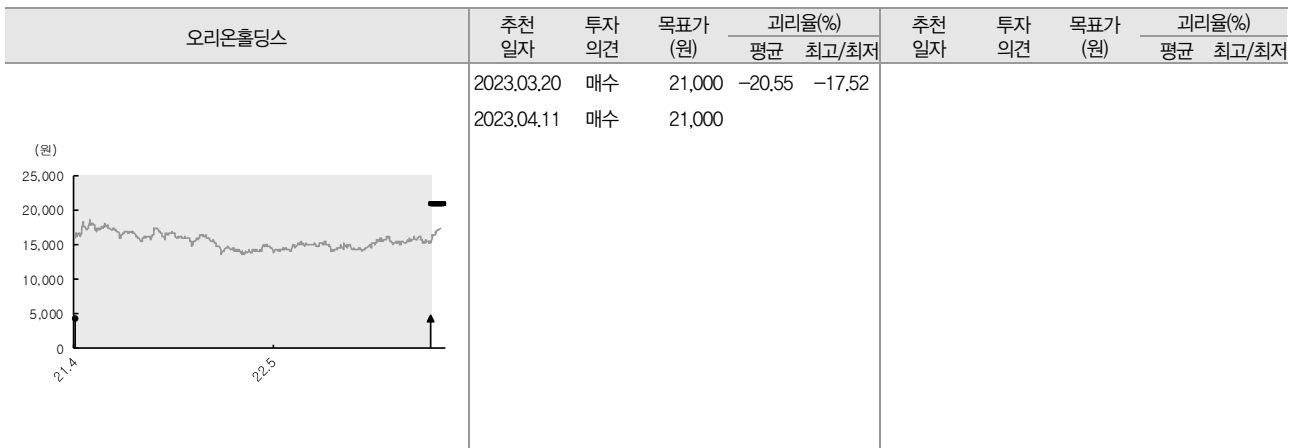 오리온홀딩스 추천 투자 목표가 괴리율(%) 추천 투자 목표가 괴리율(%)
일자 의견 (원) 평균 최고/최저 일자 의견 (원) 평균 최고/최저
2023.03.20 매수 21,000 -20.55 -17.52
2023.04.11 매수 21,000
(원)
25,000
20,000
15,000
10,000
5,000
0
21.4 22.5